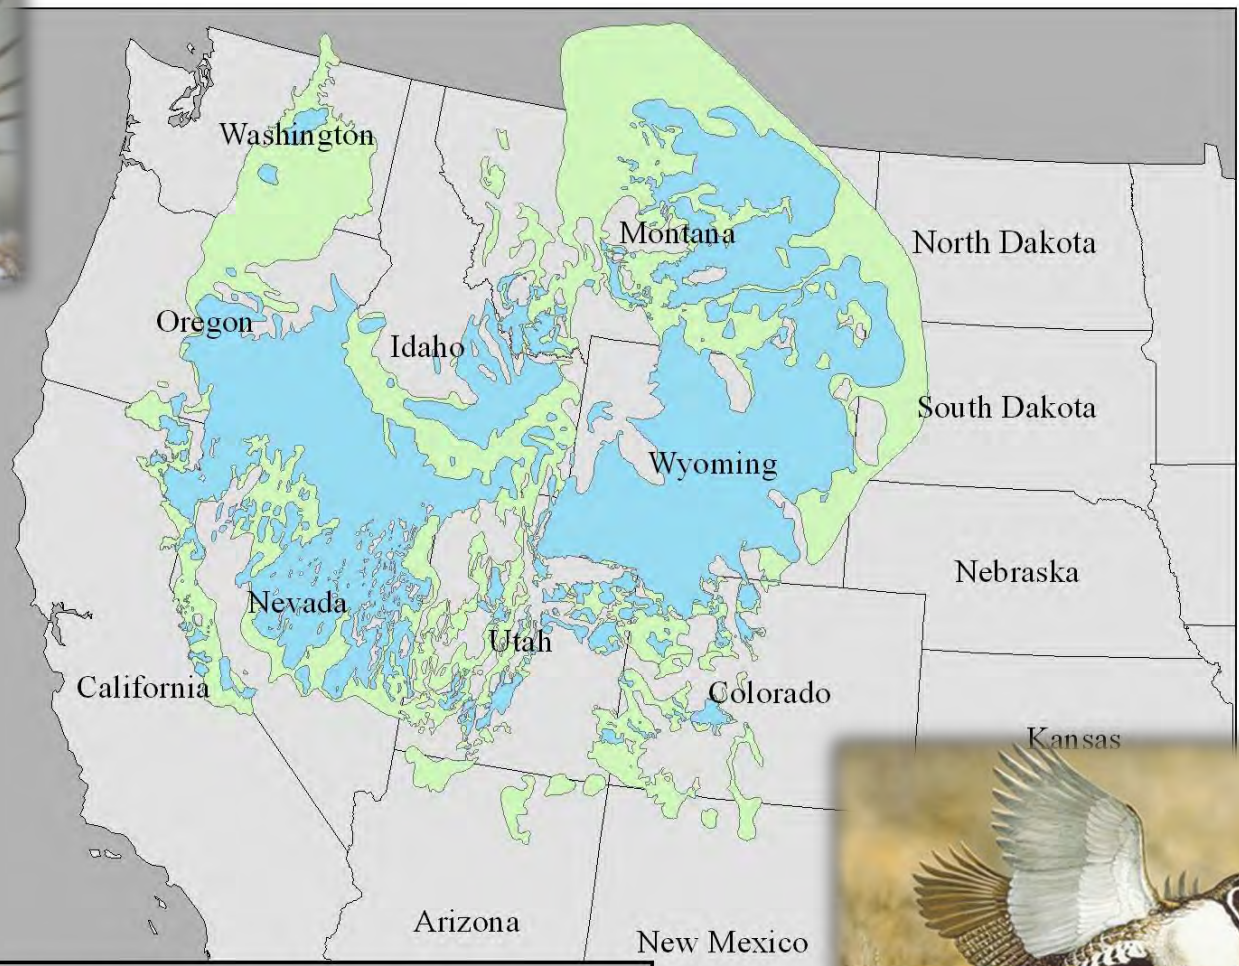 Washington
Montana
North Dakota
Oregon
Idaho
South Dakota
Wyoming
Nebraska
Nevada
Utah
California
Colorado
Kansas
Arizona
New Mexico